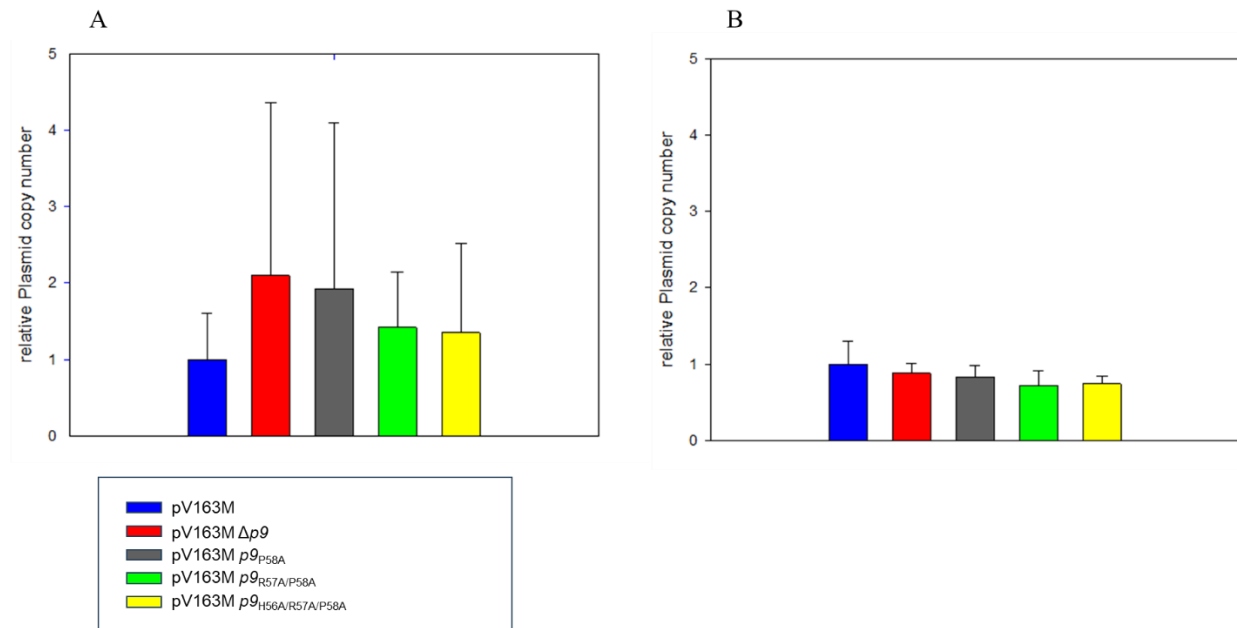 A
B
relative Plasmid copy number
5
4
3
2
1
0
relative Plasmid copy number
5
4
3
2
1
0
pV163M
pV163M Δp9
pV163M p9P58A
pV163M p9R57A/P58A
pV163M p9H56A/R57A/P58A